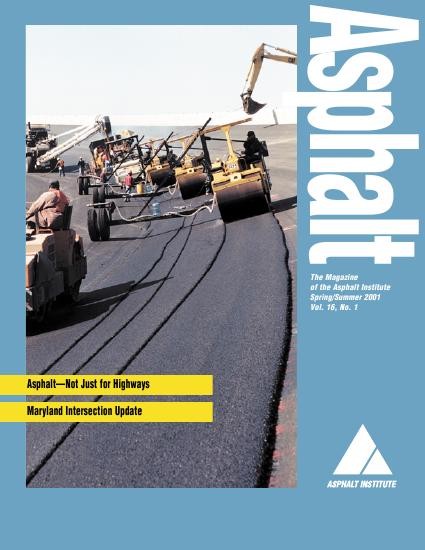 Asphalt
The Magazine
of the Asphalt Institute
Spring/Summer 2001
Vol. 16, No. 1
Asphalt—Not Just for Highways
Maryland Intersection Update
ASPHALT INSTITUTE